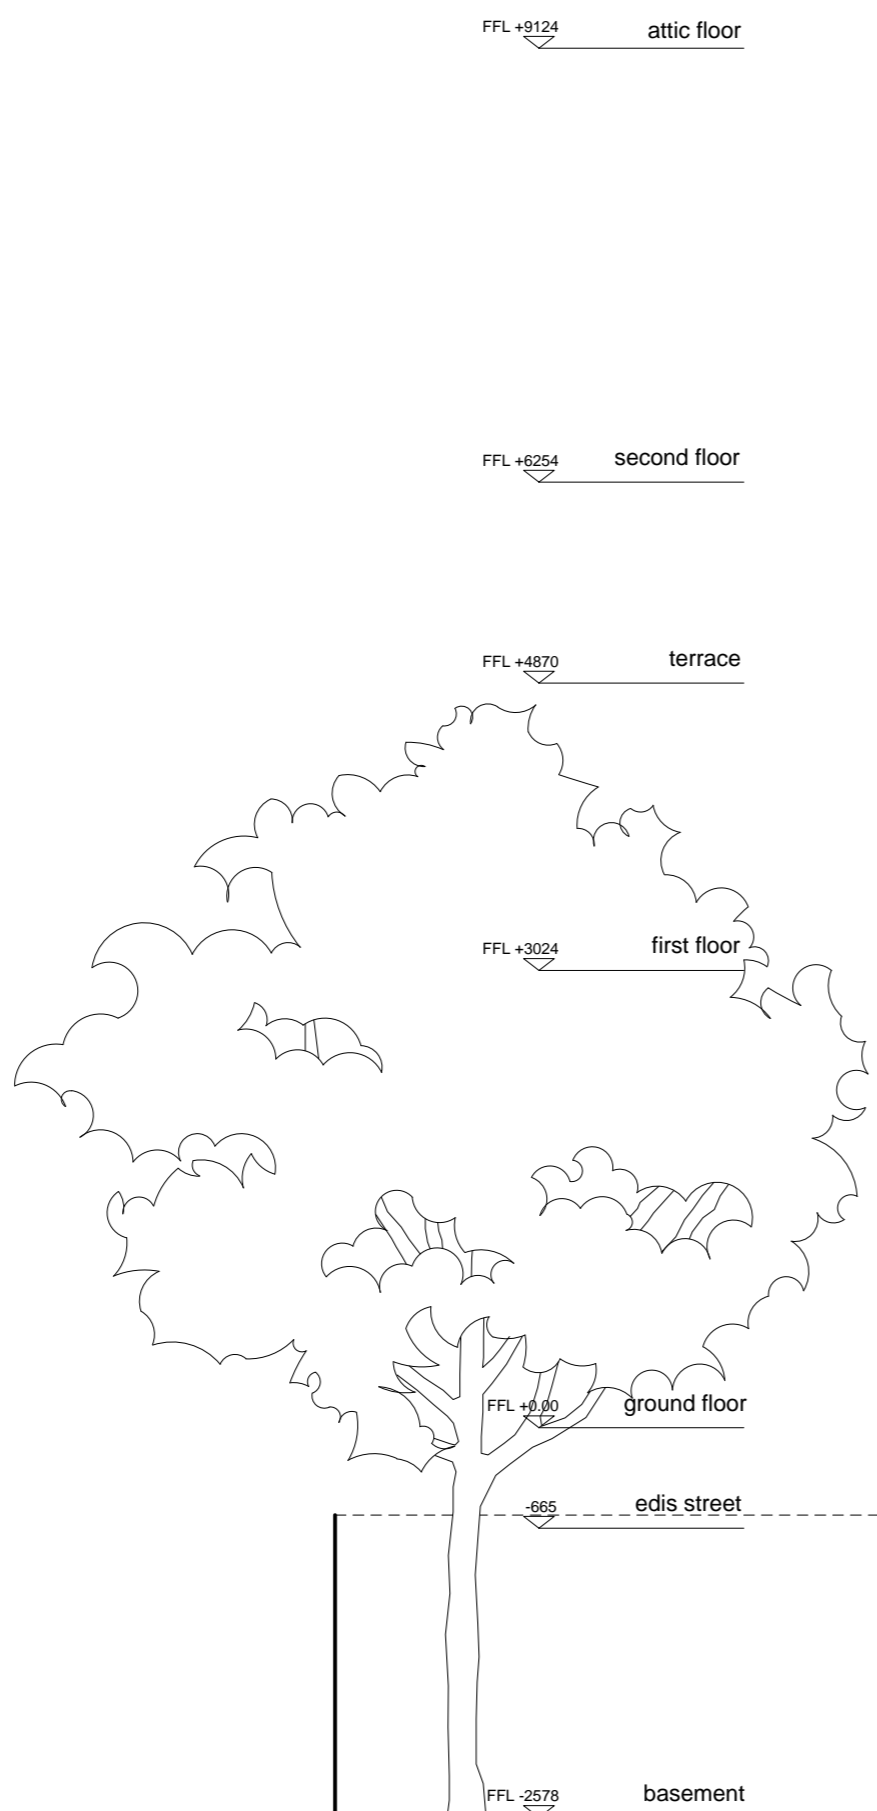 FFL +9124 attic floor
FFL +6254 second floor
FFL +4870 terrace
FFL +3024 first floor
FFL +0.00 ground floor
-665 edis street
FFL -2578 basement